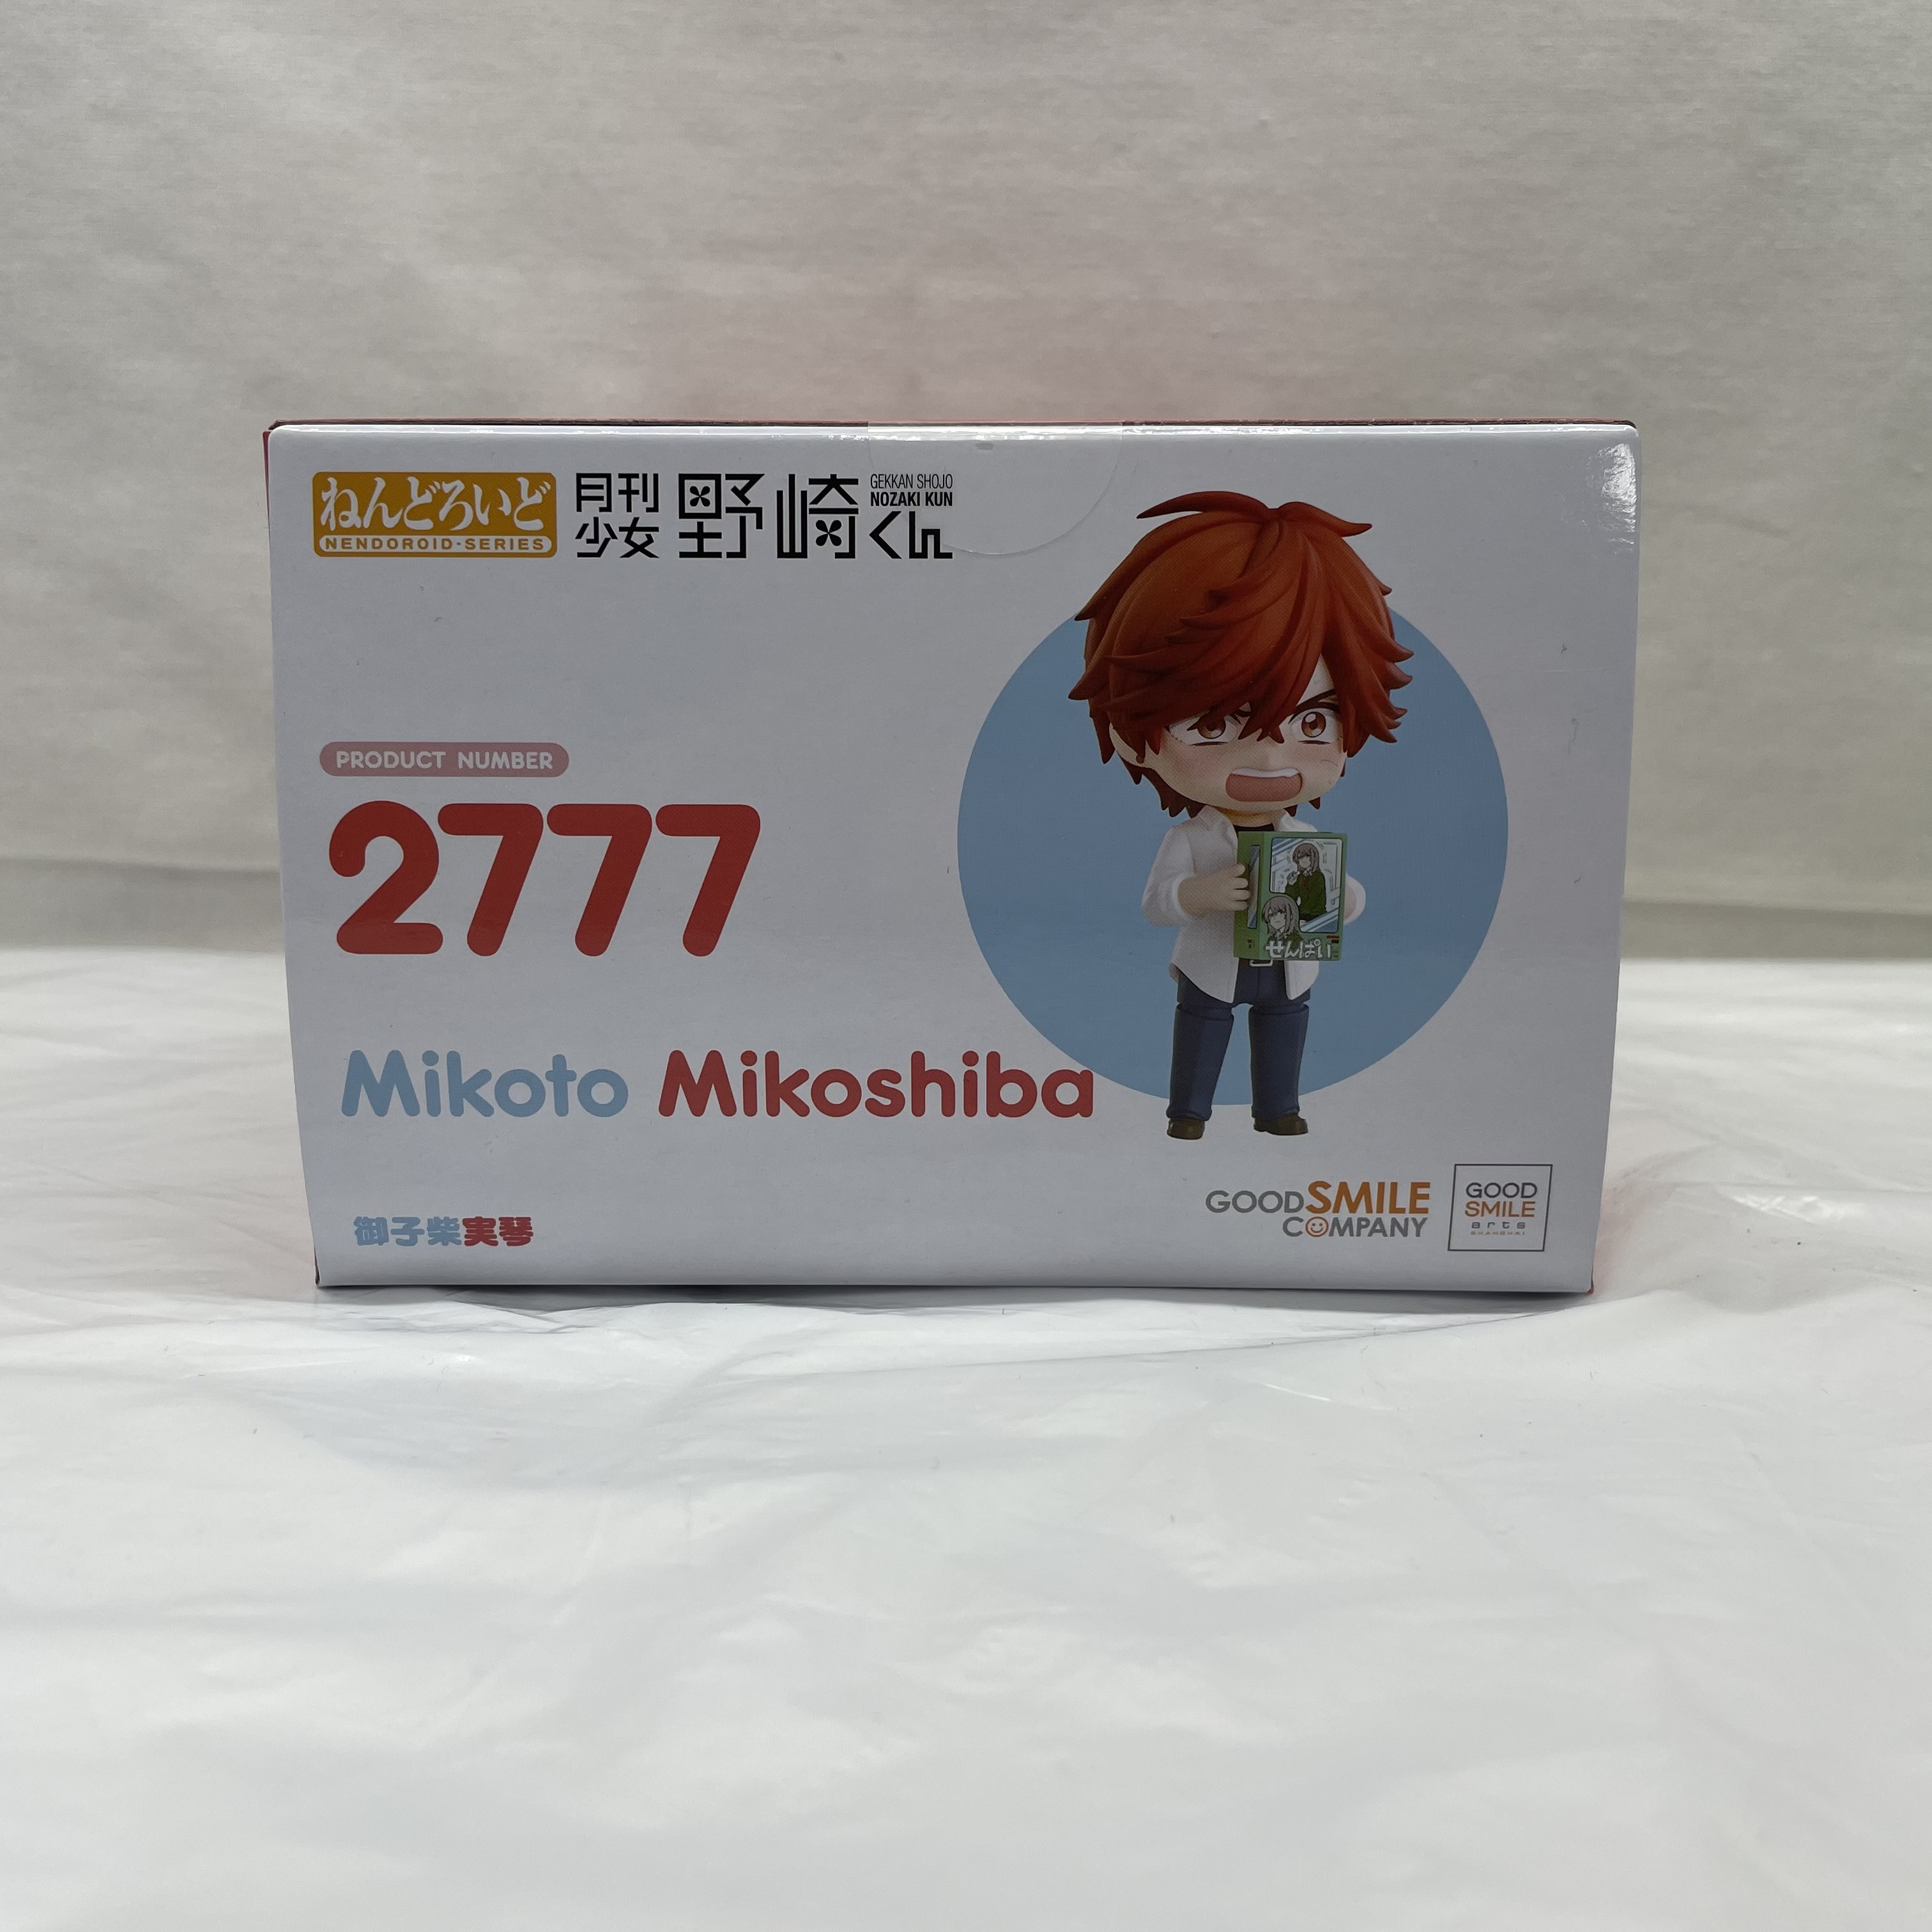 ねんどろいど
NENDOROID-SERIES
月刊
少女
野崎くん
GEKKAN SHOJO
NOZAKI KUN
PRODUCT NUMBER
2777
せんぱい
Mikoto Mikoshiba
御子柴実琴
GOOD SMILE
COMPANY
GOOD
SMILE
arts
SHANGHAI